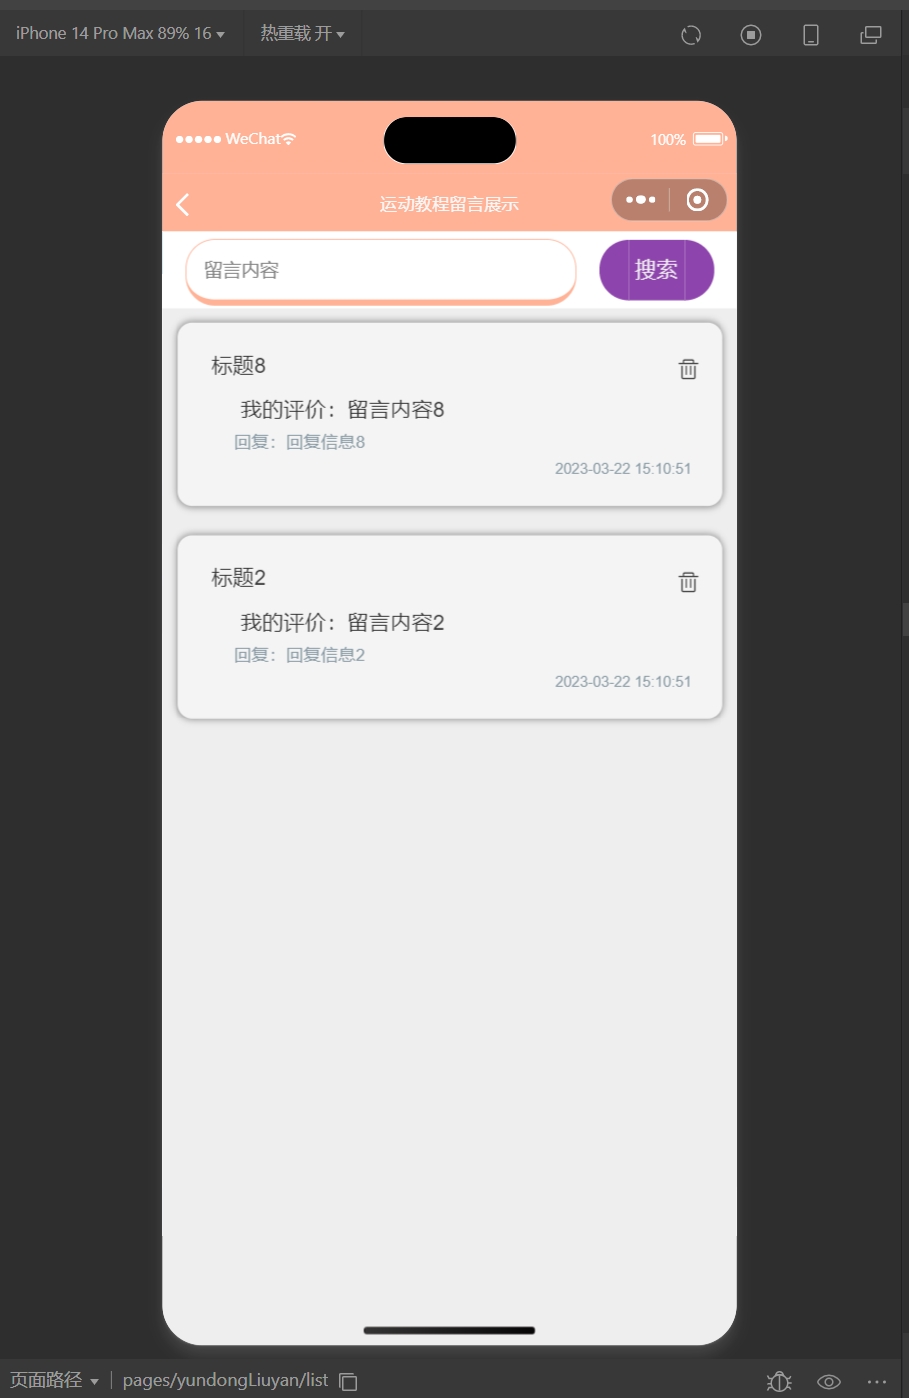 iPhone 14 Pro Max 89% 16 热重载 开
WeChat 100%
运动教程留言展示
留言内容 搜索
标题8
我的评价：留言内容8
回复：回复信息8
2023-03-22 15:10:51
标题2
我的评价：留言内容2
回复：回复信息2
2023-03-22 15:10:51
页面路径 pages/yundongLiuyan/list